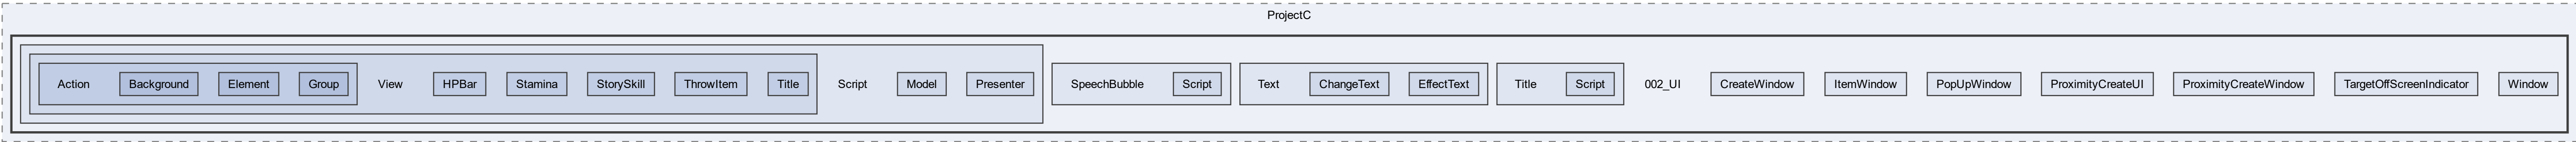 ProjectC
Action Background Element Group View HPBar Stamina StorySkill ThrowItem Title Script Model Presenter SpeechBubble Script Text ChangeText EffectText Title Script 002_UI CreateWindow ItemWindow PopUpWindow ProximityCreateUI ProximityCreateWindow TargetOffScreenIndicator Window